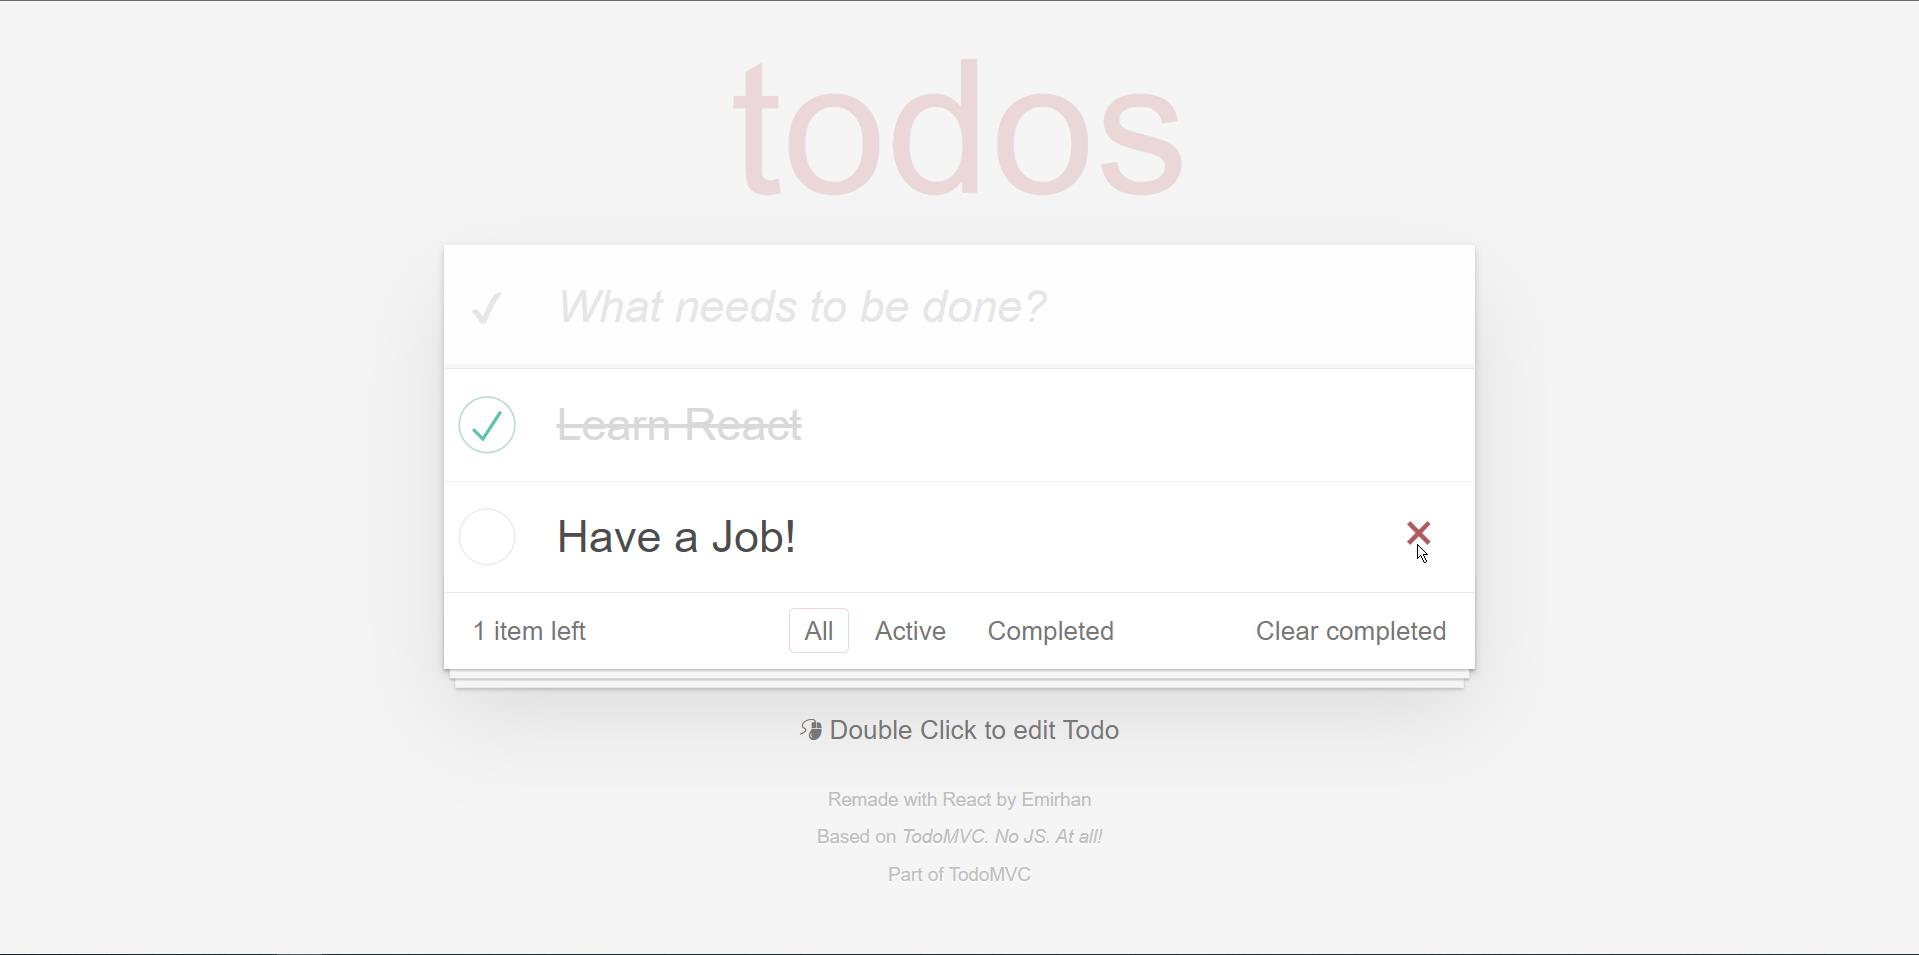 todos
What needs to be done?
Learn React
Have a Job!
1 item left All Active Completed Clear completed
Double Click to edit Todo
Remade with React by Emirhan
Based on TodoMVC. No JS. At all!
Part of TodoMVC